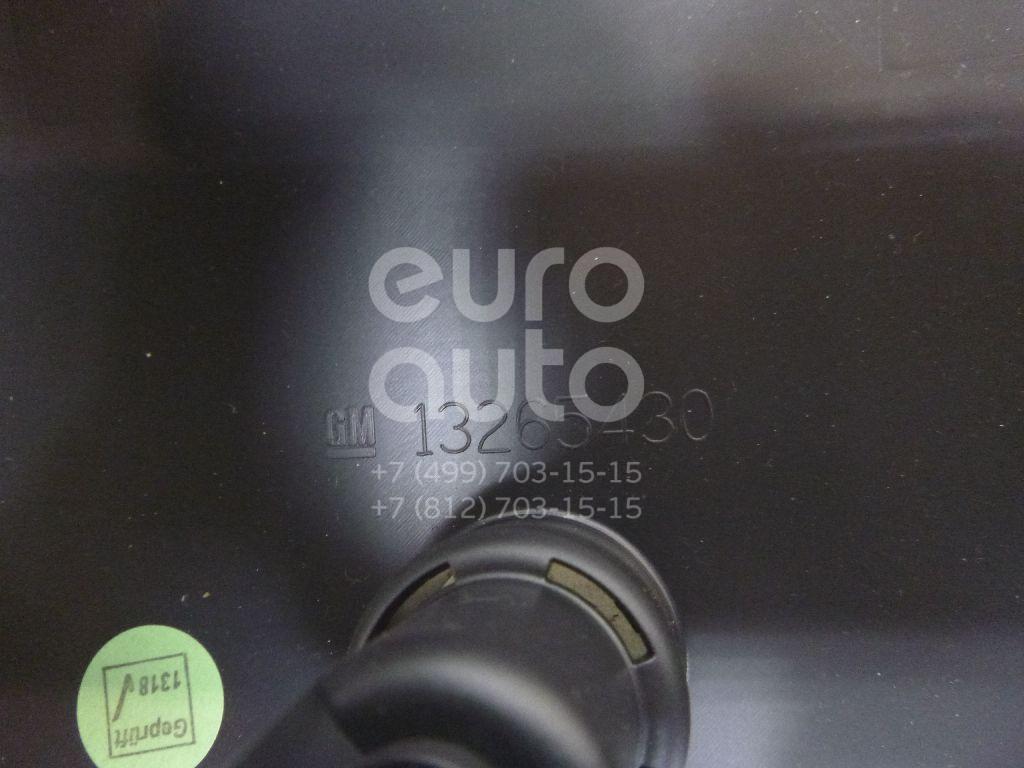 euro
auto
GM 13265430
+7 (499) 703-15-15
+7 (812) 703-15-15
1318
Geprüft